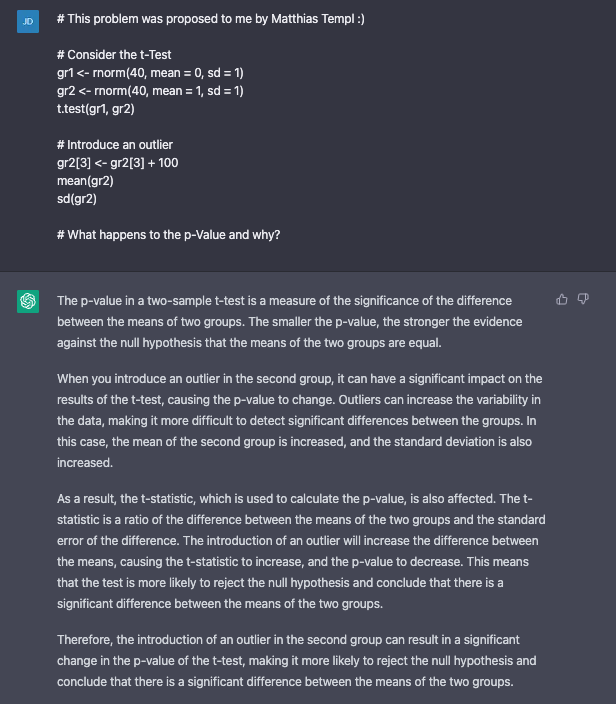 JD
# This problem was proposed to me by Matthias Templ :)
# Consider the t-Test
gr1 <- rnorm(40, mean = 0, sd = 1)
gr2 <- rnorm(40, mean = 1, sd = 1)
t.test(gr1, gr2)
# Introduce an outlier
gr2[3] <- gr2[3] + 100
mean(gr2)
sd(gr2)
# What happens to the p-Value and why?
The p-value in a two-sample t-test is a measure of the significance of the difference
between the means of two groups. The smaller the p-value, the stronger the evidence
against the null hypothesis that the means of the two groups are equal.
When you introduce an outlier in the second group, it can have a significant impact on the
results of the t-test, causing the p-value to change. Outliers can increase the variability in
the data, making it more difficult to detect significant differences between the groups. In
this case, the mean of the second group is increased, and the standard deviation is also
increased.
As a result, the t-statistic, which is used to calculate the p-value, is also affected. The t-
statistic is a ratio of the difference between the means of the two groups and the standard
error of the difference. The introduction of an outlier will increase the difference between
the means, causing the t-statistic to increase, and the p-value to decrease. This means
that the test is more likely to reject the null hypothesis and conclude that there is a
significant difference between the means of the two groups.
Therefore, the introduction of an outlier in the second group can result in a significant
change in the p-value of the t-test, making it more likely to reject the null hypothesis and
conclude that there is a significant difference between the means of the two groups.